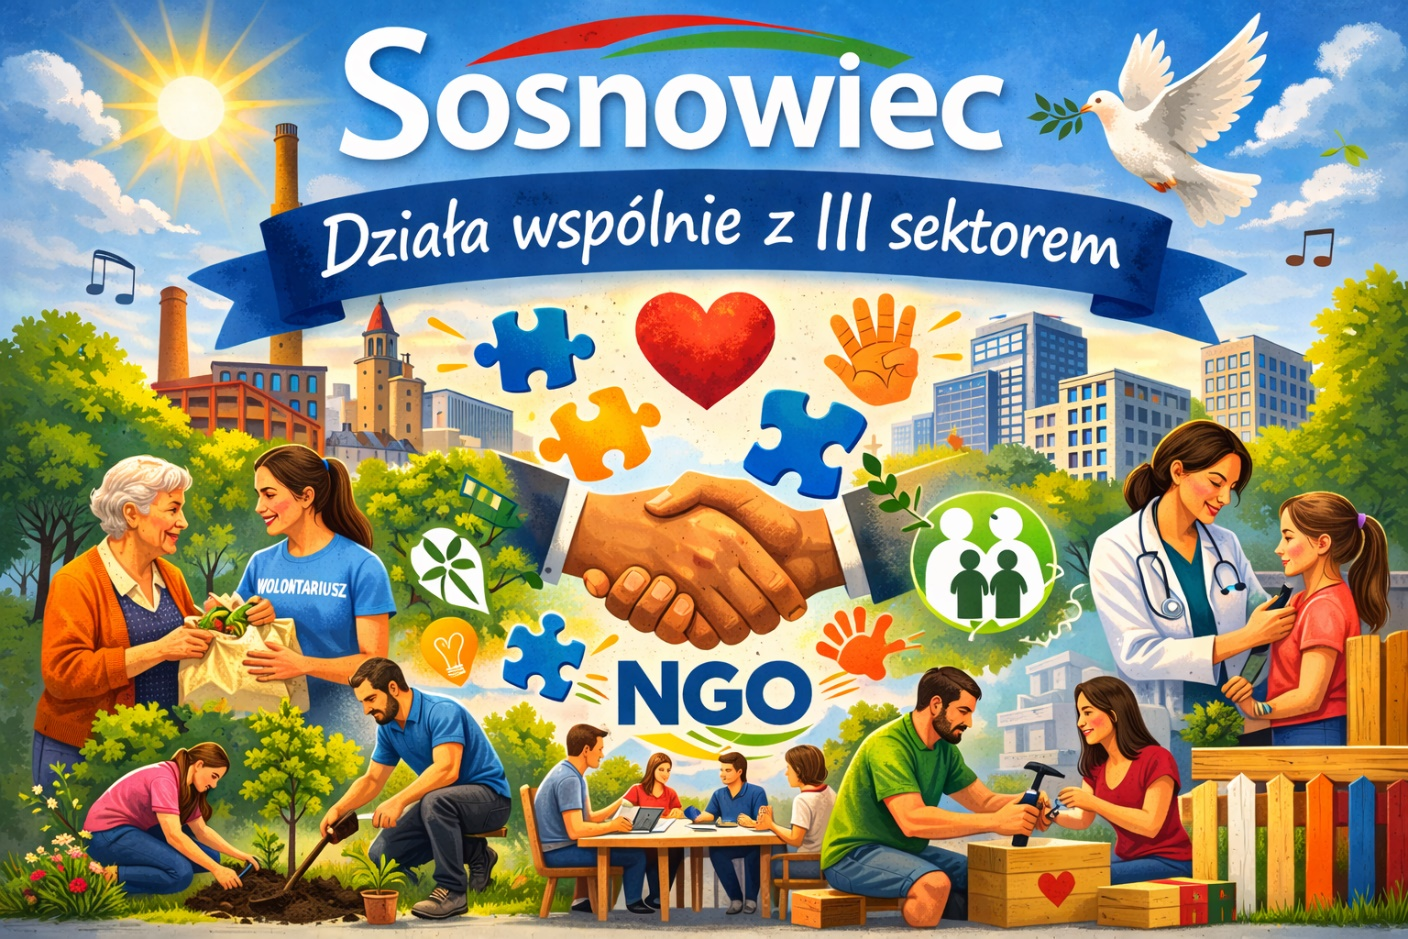 Sosnowiec
Działa wspólnie z III sektorem
WOLONTARIUSZ
NGO